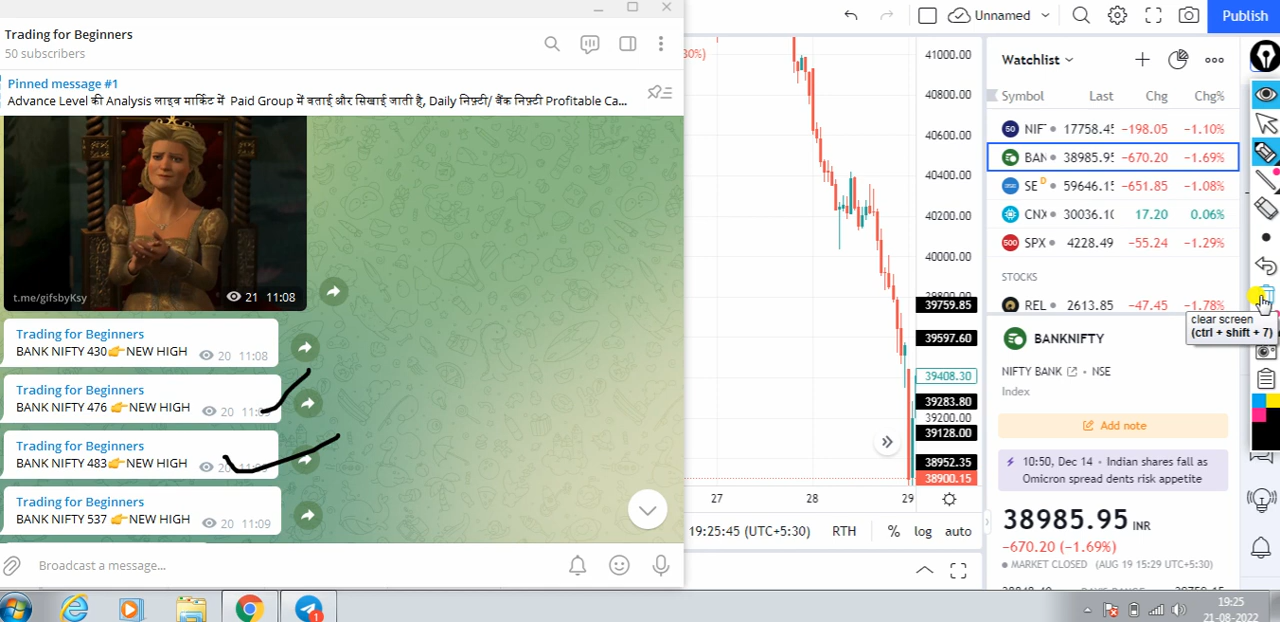 Trading for Beginners
50 subscribers
Pinned message #1
Advance Level की Analysis लाइव मार्किट में Paid Group में बताई और सिखाई जाती है, Daily निफ़्टी/ बैंक निफ़्टी Profitable Ca...
t.me/gifsbyKsy
21 11:08
Trading for Beginners
BANK NIFTY 430👉NEW HIGH 20 11:08
Trading for Beginners
BANK NIFTY 476 👉NEW HIGH 20
Trading for Beginners
BANK NIFTY 483👉NEW HIGH
Trading for Beginners
BANK NIFTY 537 👉NEW HIGH 20 11:09
Broadcast a message...
Unnamed
Publish
41000.00
40800.00
40600.00
40400.00
40200.00
40000.00
39759.85
39597.60
39408.30
39283.80
39200.00
39128.00
38952.35
38900.15
27 28 29
19:25:45 (UTC+5:30) RTH % log auto
Watchlist
Symbol Last Chg Chg%
50 NIF 17758.45 -198.05 -1.10%
BAN 38985.95 -670.20 -1.69%
SE D 59646.15 -651.85 -1.08%
CNX 30036.10 17.20 0.06%
500 SPX 4228.49 -55.24 -1.29%
STOCKS
REL 2613.85 -47.45 -1.78%
clear screen
(ctrl + shift + 7)
BANKNIFTY
NIFTY BANK • NSE
Index
Add note
10:50, Dec 14 • Indian shares fall as
Omicron spread dents risk appetite
38985.95 INR
-670.20 (-1.69%)
MARKET CLOSED (AUG 19 15:29 UTC+5:30)
1
19:25
21-08-2022